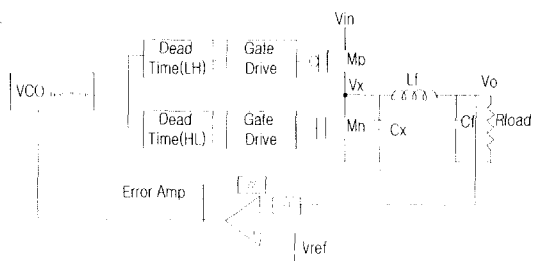 Vin
Dead
Time(LH)
Gate
Drive
Mp
Lf
Vo
Vx
VCO
Dead
Time(HL)
Gate
Drive
Mn
Cx
Cf
Rload
Error Amp
Vref